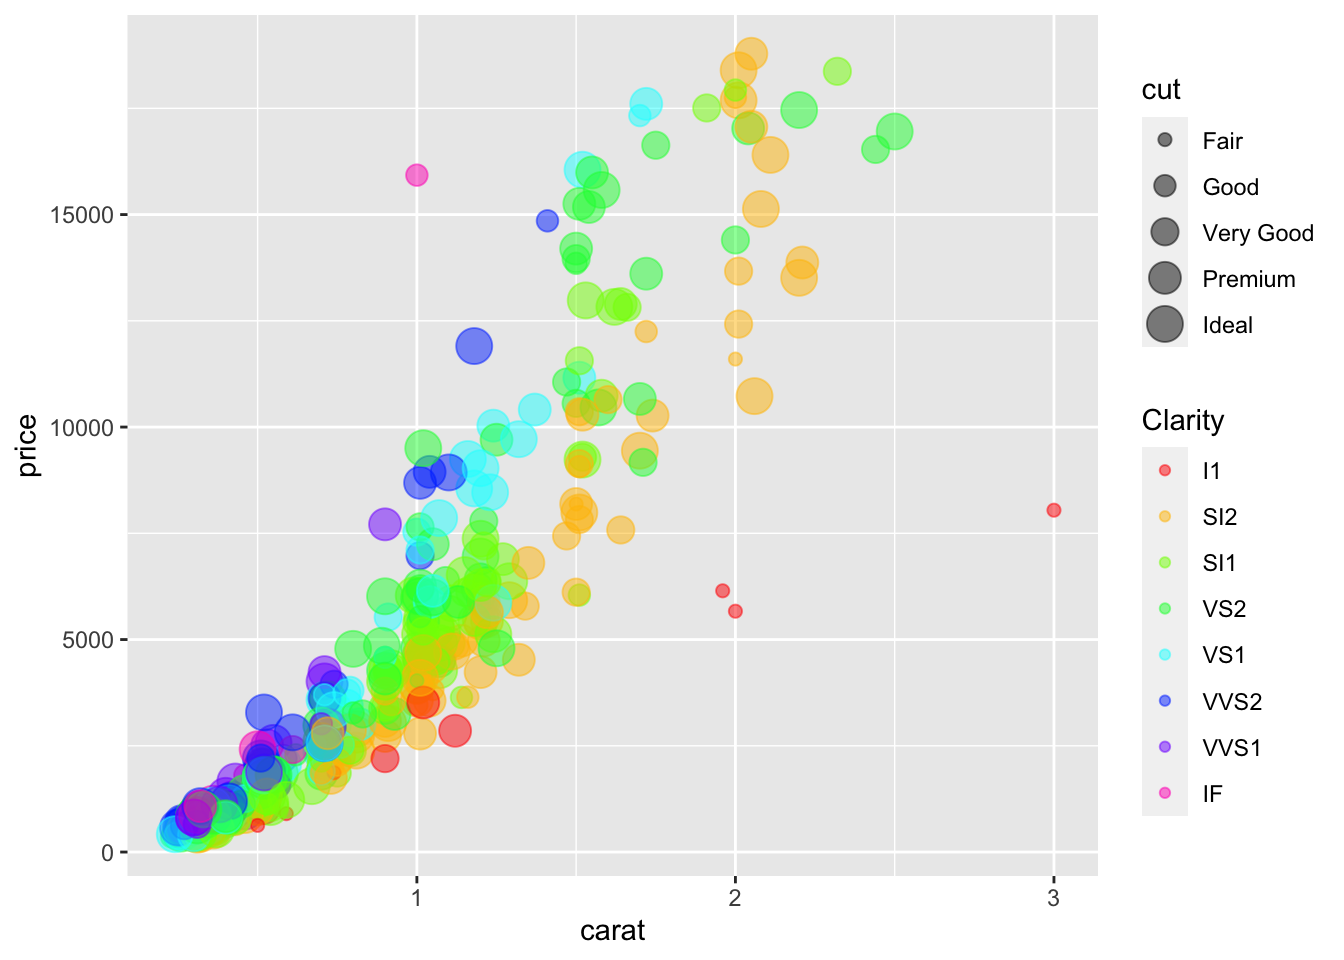 price
15000
10000
5000
0
1
2
3
carat
cut
Fair
Good
Very Good
Premium
Ideal
Clarity
I1
SI2
SI1
VS2
VS1
VVS2
VVS1
IF